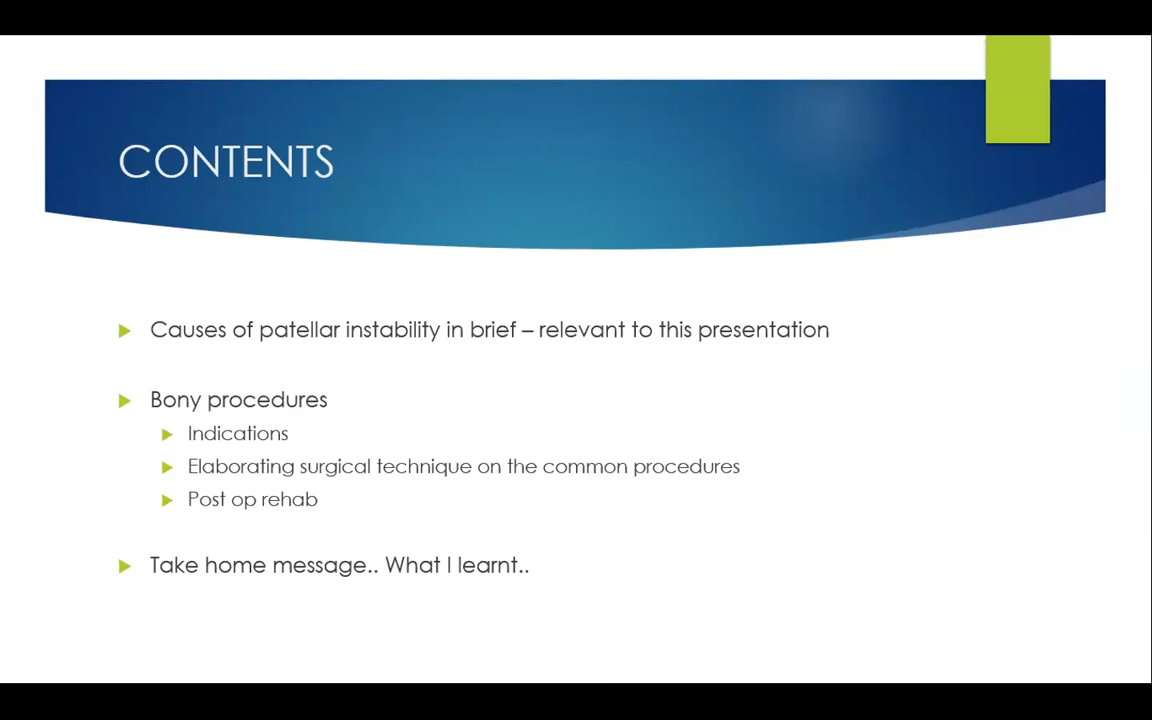 CONTENTS
Causes of patellar instability in brief – relevant to this presentation
Bony procedures
Indications
Elaborating surgical technique on the common procedures
Post op rehab
Take home message.. What I learnt..